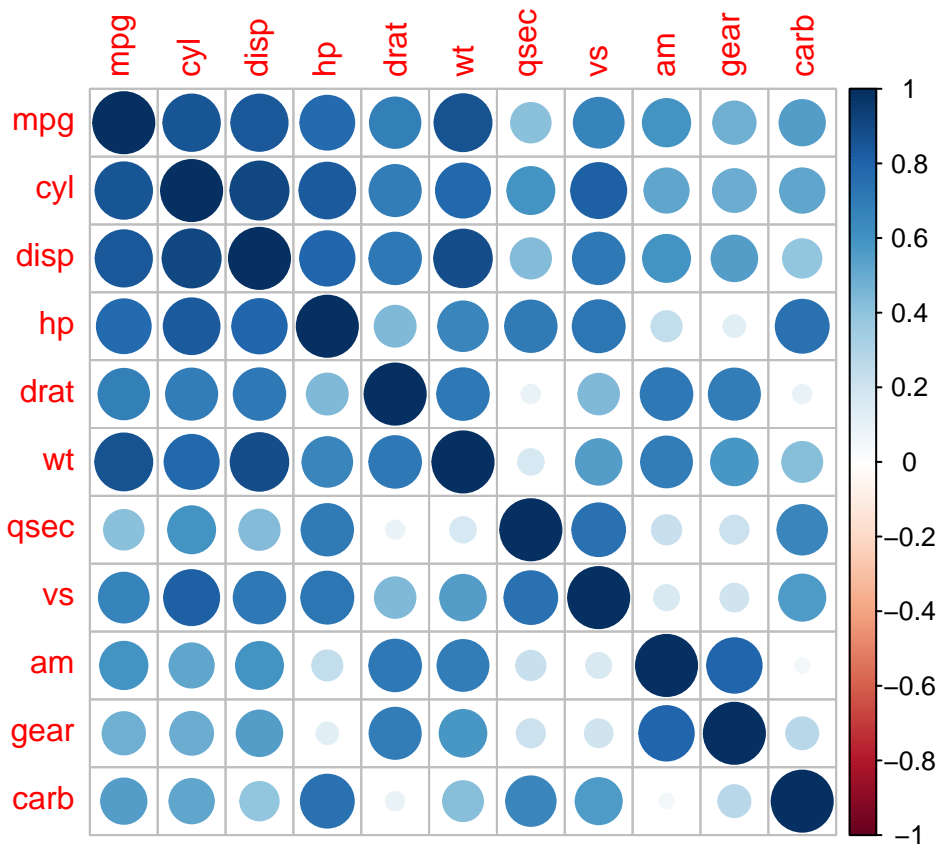 mpg cyl disp hp drat wt qsec vs am gear carb
mpg
cyl
disp
hp
drat
wt
qsec
vs
am
gear
carb
1
0.8
0.6
0.4
0.2
0
−0.2
−0.4
−0.6
−0.8
−1